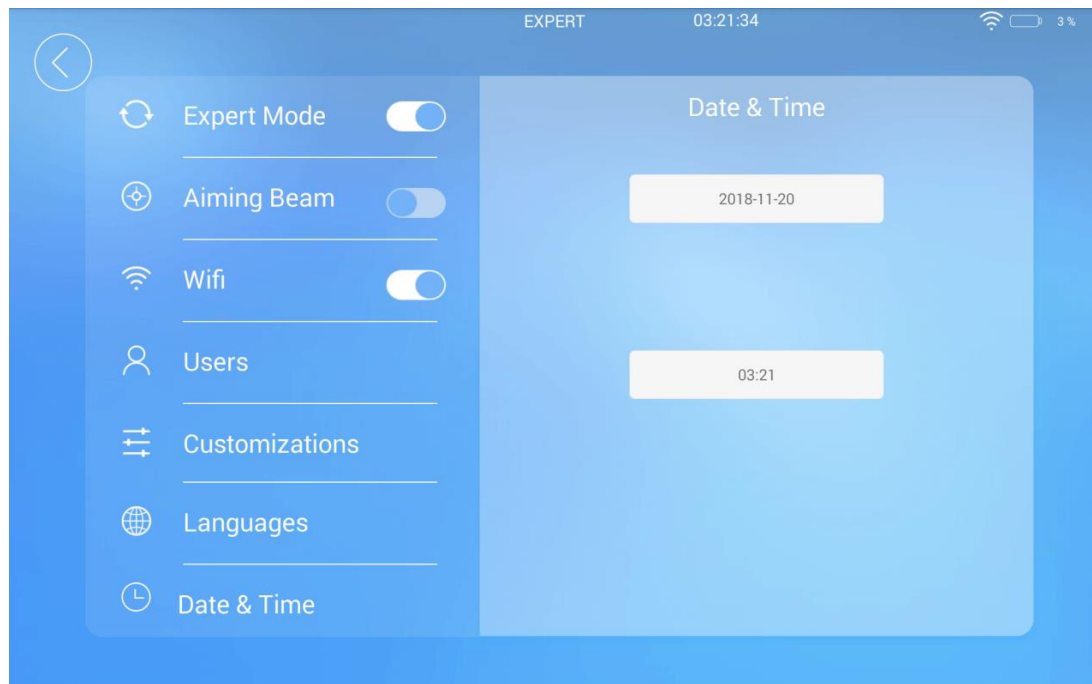 EXPERT 03:21:34 3 %
Expert Mode
Aiming Beam
Wifi
Users
Customizations
Languages
Date & Time
Date & Time
2018-11-20
03:21